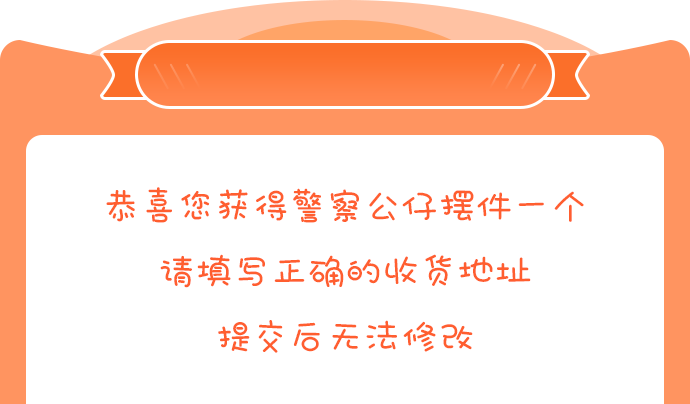 恭喜您获得警察公仔摆件一个
请填写正确的收货地址
提交后无法修改